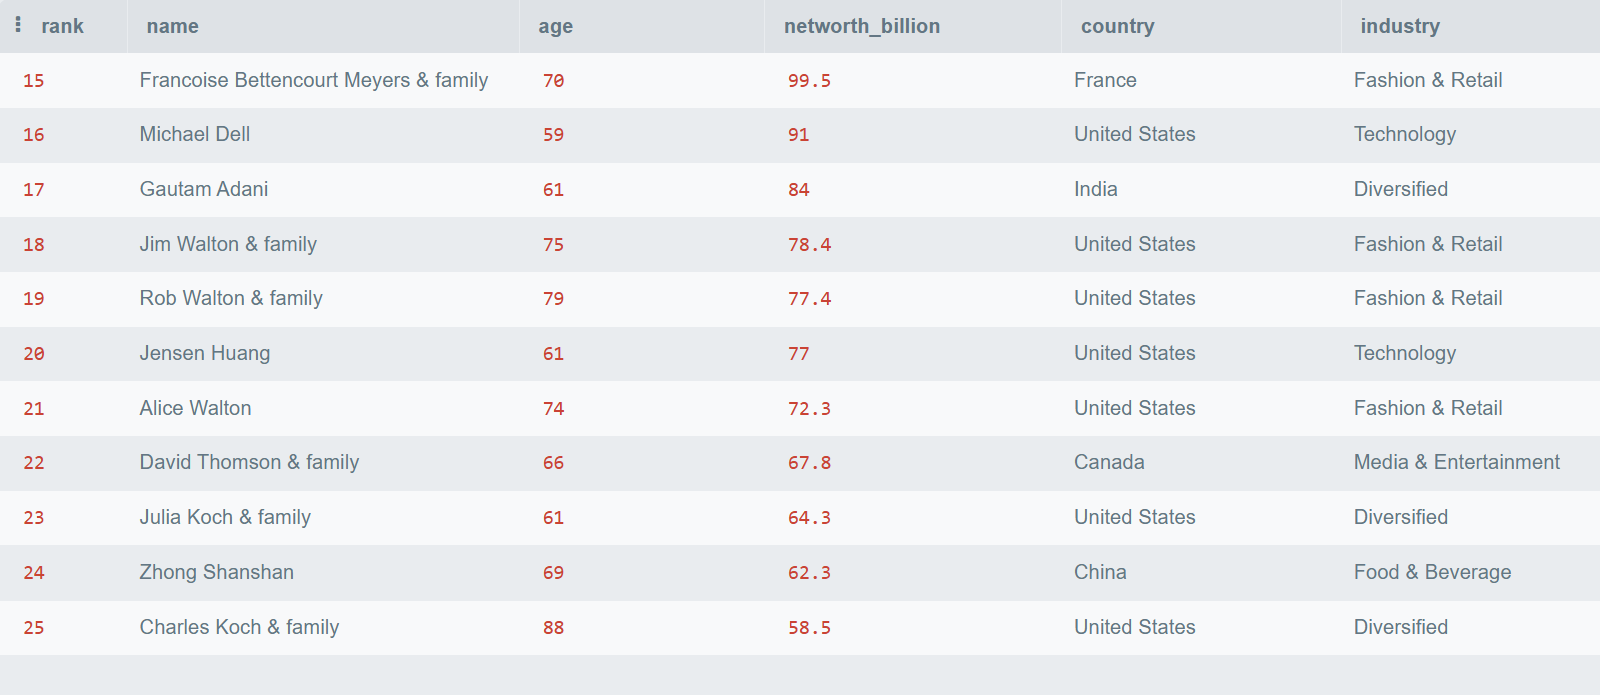 rank name age networth_billion country industry
15 Francoise Bettencourt Meyers & family 70 99.5 France Fashion & Retail
16 Michael Dell 59 91 United States Technology
17 Gautam Adani 61 84 India Diversified
18 Jim Walton & family 75 78.4 United States Fashion & Retail
19 Rob Walton & family 79 77.4 United States Fashion & Retail
20 Jensen Huang 61 77 United States Technology
21 Alice Walton 74 72.3 United States Fashion & Retail
22 David Thomson & family 66 67.8 Canada Media & Entertainment
23 Julia Koch & family 61 64.3 United States Diversified
24 Zhong Shanshan 69 62.3 China Food & Beverage
25 Charles Koch & family 88 58.5 United States Diversified